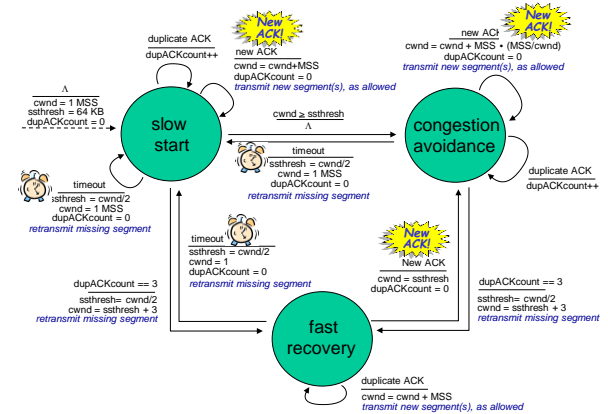 New
ACK!
duplicate ACK
dupACKcount++
new ACK
cwnd = cwnd+MSS
dupACKcount = 0
transmit new segment(s), as allowed
New
ACK!
new ACK
cwnd = cwnd + MSS • (MSS/cwnd)
dupACKcount = 0
transmit new segment(s), as allowed
Λ
cwnd = 1 MSS
ssthresh = 64 KB
dupACKcount = 0
slow
start
cwnd ≥ ssthresh
Λ
congestion
avoidance
timeout
ssthresh = cwnd/2
cwnd = 1 MSS
dupACKcount = 0
retransmit missing segment
timeout
ssthresh = cwnd/2
cwnd = 1 MSS
dupACKcount = 0
retransmit missing segment
duplicate ACK
dupACKcount++
timeout
ssthresh = cwnd/2
cwnd = 1
dupACKcount = 0
retransmit missing segment
New
ACK!
New ACK
cwnd = ssthresh
dupACKcount = 0
dupACKcount == 3
ssthresh= cwnd/2
cwnd = ssthresh + 3
retransmit missing segment
dupACKcount == 3
ssthresh= cwnd/2
cwnd = ssthresh + 3
retransmit missing segment
fast
recovery
duplicate ACK
cwnd = cwnd + MSS
transmit new segment(s), as allowed